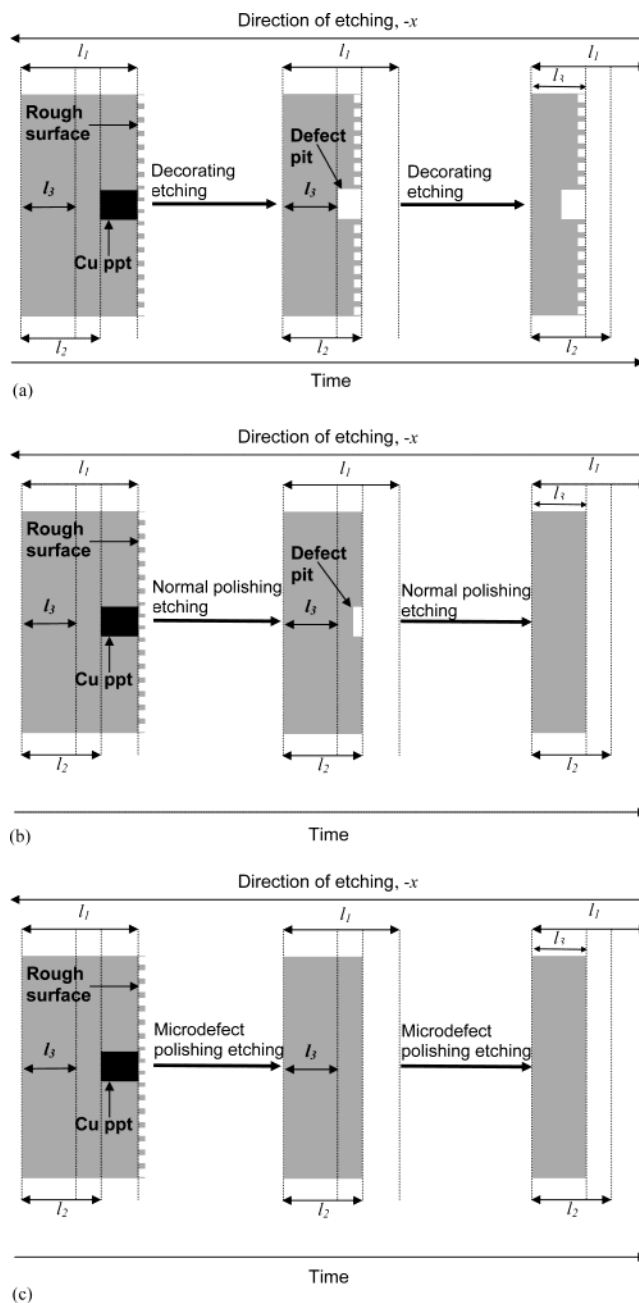 Direction of etching, -x
l1
l1
l1
l3
Rough
surface
Defect
pit
Decorating
etching
Decorating
etching
l3
l3
Cu ppt
l2
l2
l2
Time
(a)
Direction of etching, -x
l1
l1
l1
l3
Rough
surface
Defect
pit
Normal polishing
etching
Normal polishing
etching
l3
l3
Cu ppt
l2
l2
l2
Time
(b)
Direction of etching, -x
l1
l1
l1
l3
Rough
surface
Microdefect
polishing etching
Microdefect
polishing etching
l3
l3
Cu ppt
l2
l2
l2
Time
(c)